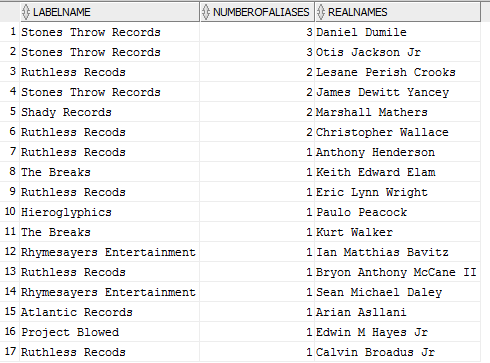 LABELNAME NUMBEROFALIASES REALNAMES
1 Stones Throw Records 3 Daniel Dumile
2 Stones Throw Records 3 Otis Jackson Jr
3 Ruthless Recods 2 Lesane Perish Crooks
4 Stones Throw Records 2 James Dewitt Yancey
5 Shady Records 2 Marshall Mathers
6 Ruthless Recods 2 Christopher Wallace
7 Ruthless Recods 1 Anthony Henderson
8 The Breaks 1 Keith Edward Elam
9 Ruthless Recods 1 Eric Lynn Wright
10 Hieroglyphics 1 Paulo Peacock
11 The Breaks 1 Kurt Walker
12 Rhymesayers Entertainment 1 Ian Matthias Bavitz
13 Ruthless Recods 1 Bryon Anthony McCane II
14 Rhymesayers Entertainment 1 Sean Michael Daley
15 Atlantic Records 1 Arian Asllani
16 Project Blowed 1 Edwin M Hayes Jr
17 Ruthless Recods 1 Calvin Broadus Jr